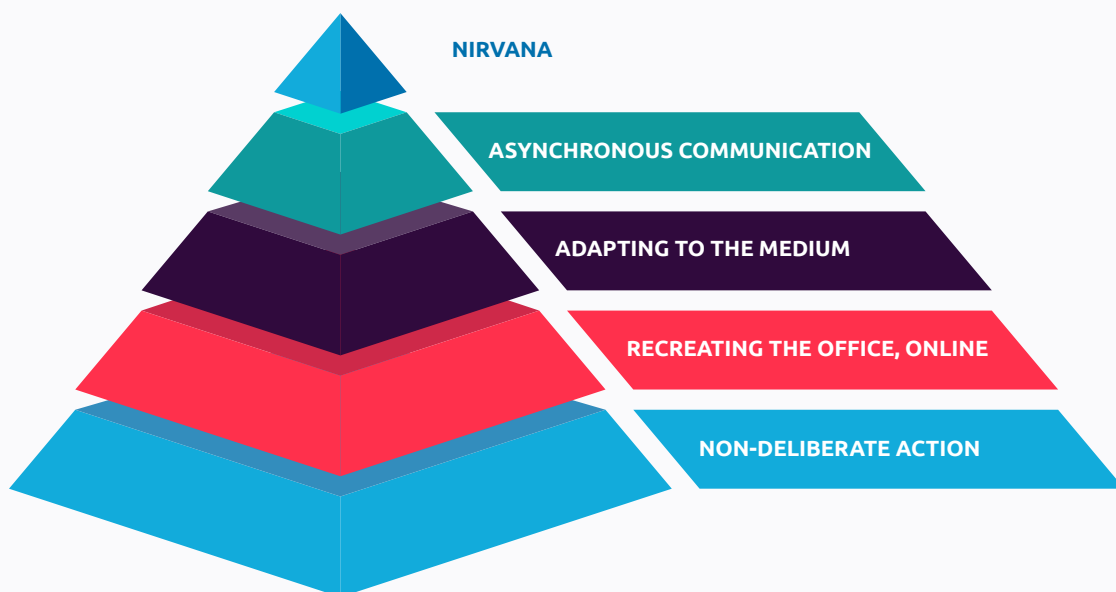 NIRVANA
ASYNCHRONOUS COMMUNICATION
ADAPTING TO THE MEDIUM
RECREATING THE OFFICE, ONLINE
NON-DELIBERATE ACTION